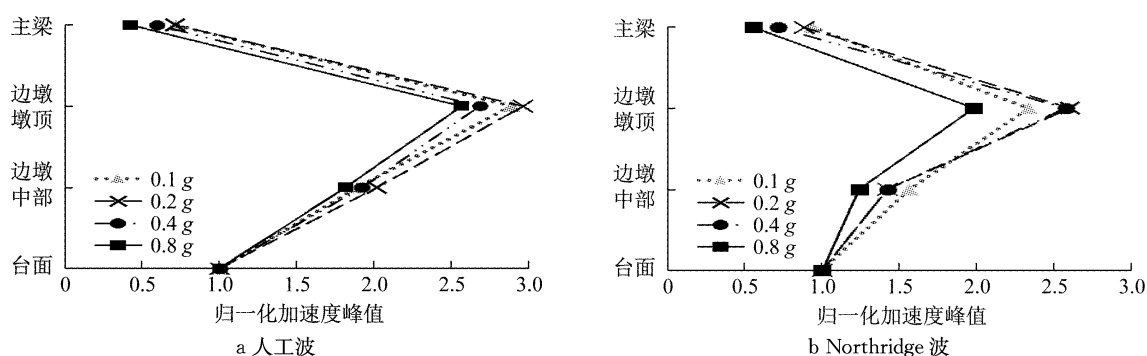 主梁
边墩
墩顶
边墩
中部
台面
0.1 g
0.2 g
0.4 g
0.8 g
0 0.5 1.0 1.5 2.0 2.5 3.0
归一化加速度峰值
a 人工波
主梁
边墩
墩顶
边墩
中部
台面
0.1 g
0.2 g
0.4 g
0.8 g
0 0.5 1.0 1.5 2.0 2.5 3.0
归一化加速度峰值
b Northridge 波